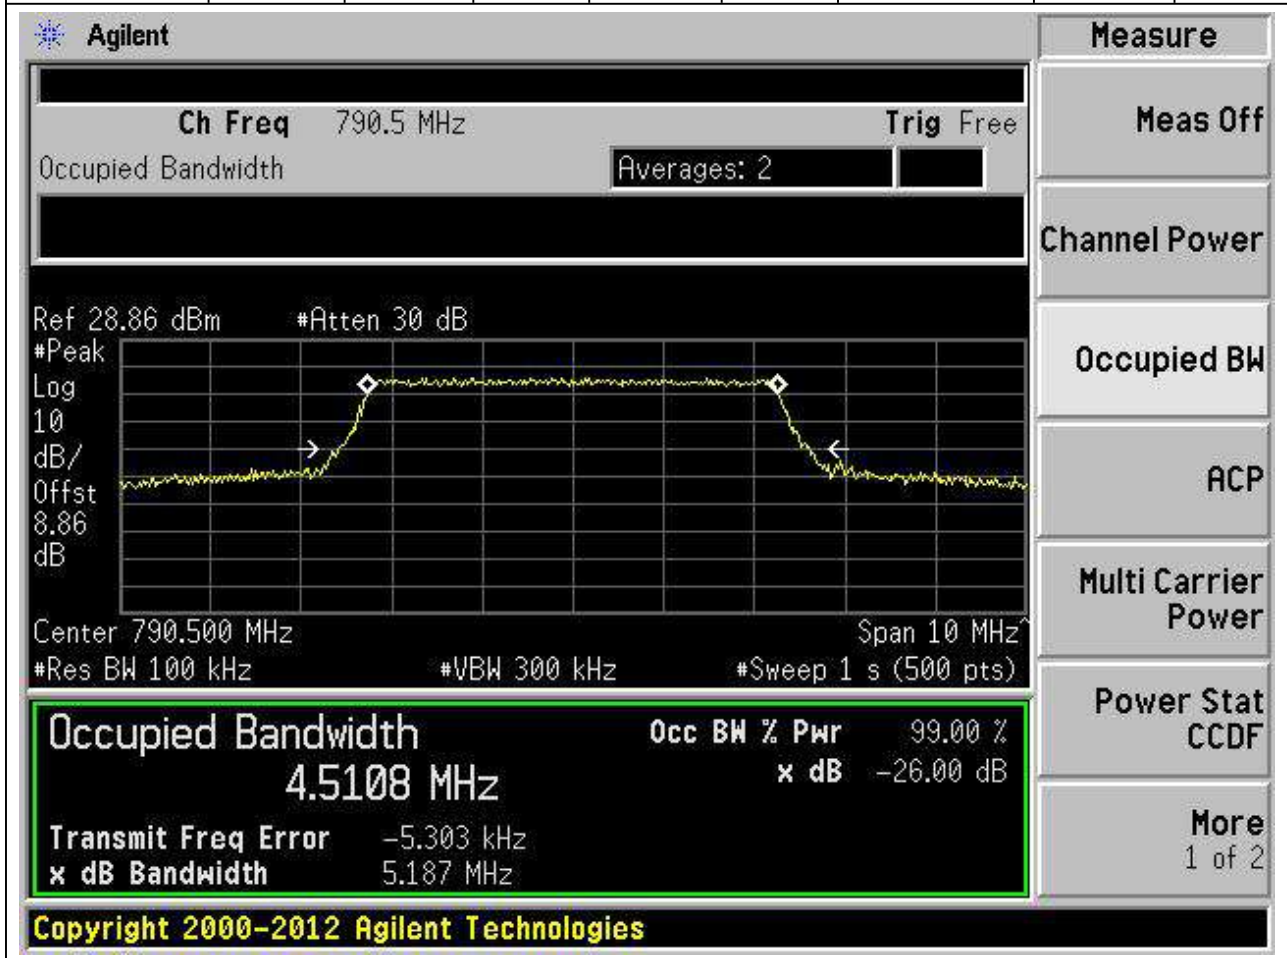 Agilent
Measure
Ch Freq 790.5 MHz Trig Free
Occupied Bandwidth Averages: 2
Meas Off
Channel Power
Occupied BW
ACP
Multi Carrier
Power
Power Stat
CCDF
More
1 of 2
Ref 28.86 dBm #Atten 30 dB
#Peak
Log
10
dB/
Offst
8.86
dB
Center 790.500 MHz Span 10 MHz^
#Res BW 100 kHz #VBW 300 kHz #Sweep 1 s (500 pts)
Occupied Bandwidth Occ BW % Pwr 99.00 %
4.5108 MHz x dB -26.00 dB
Transmit Freq Error -5.303 kHz
x dB Bandwidth 5.187 MHz
Copyright 2000-2012 Agilent Technologies